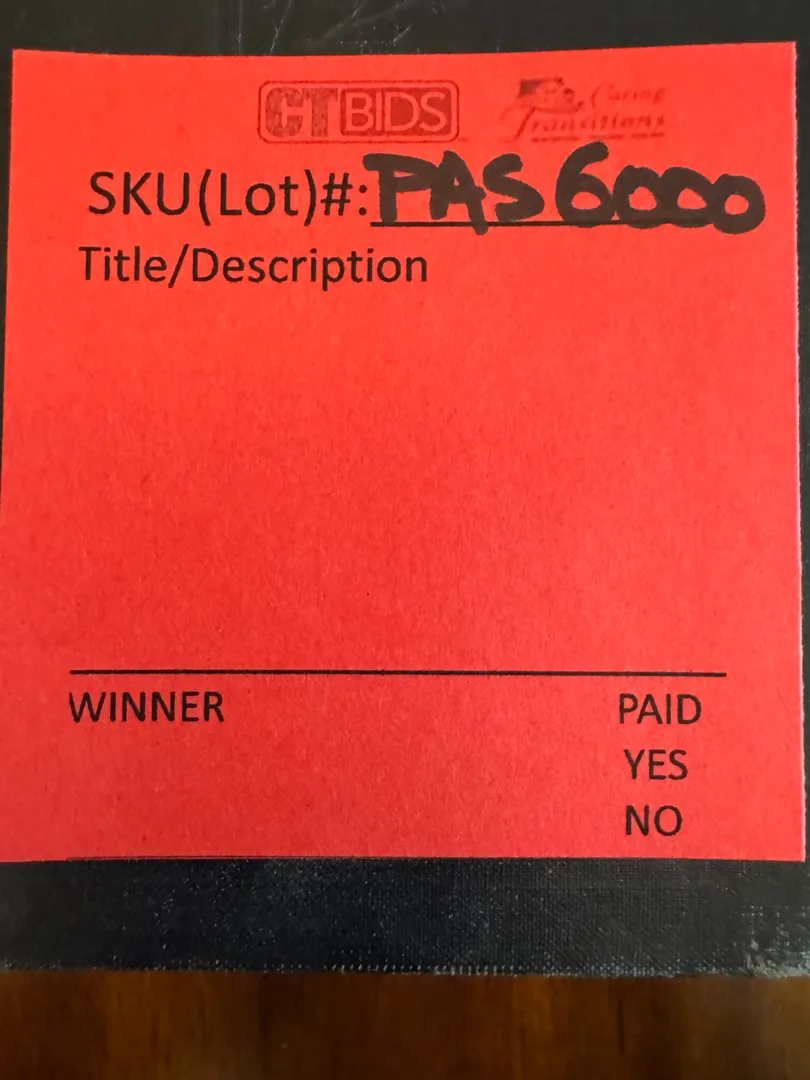 CTBIDS Caring Transitions
SKU(Lot)#: PAS6000
Title/Description
WINNER PAID
YES
NO